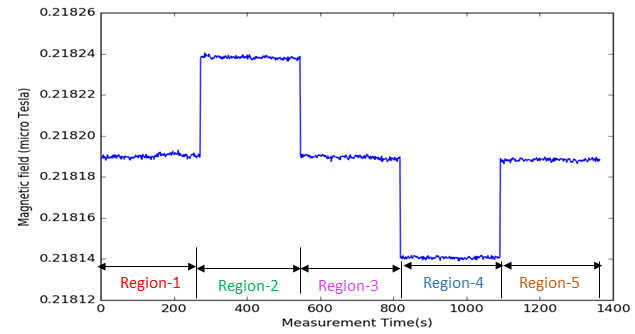 0.21826
0.21824
0.21822
0.21820
0.21818
0.21816
0.21814
0.21812
Magnetic field (micro Tesla)
Region-1 Region-2 Region-3 Region-4 Region-5
0 200 400 600 800 1000 1200 1400
Measurement Time(s)